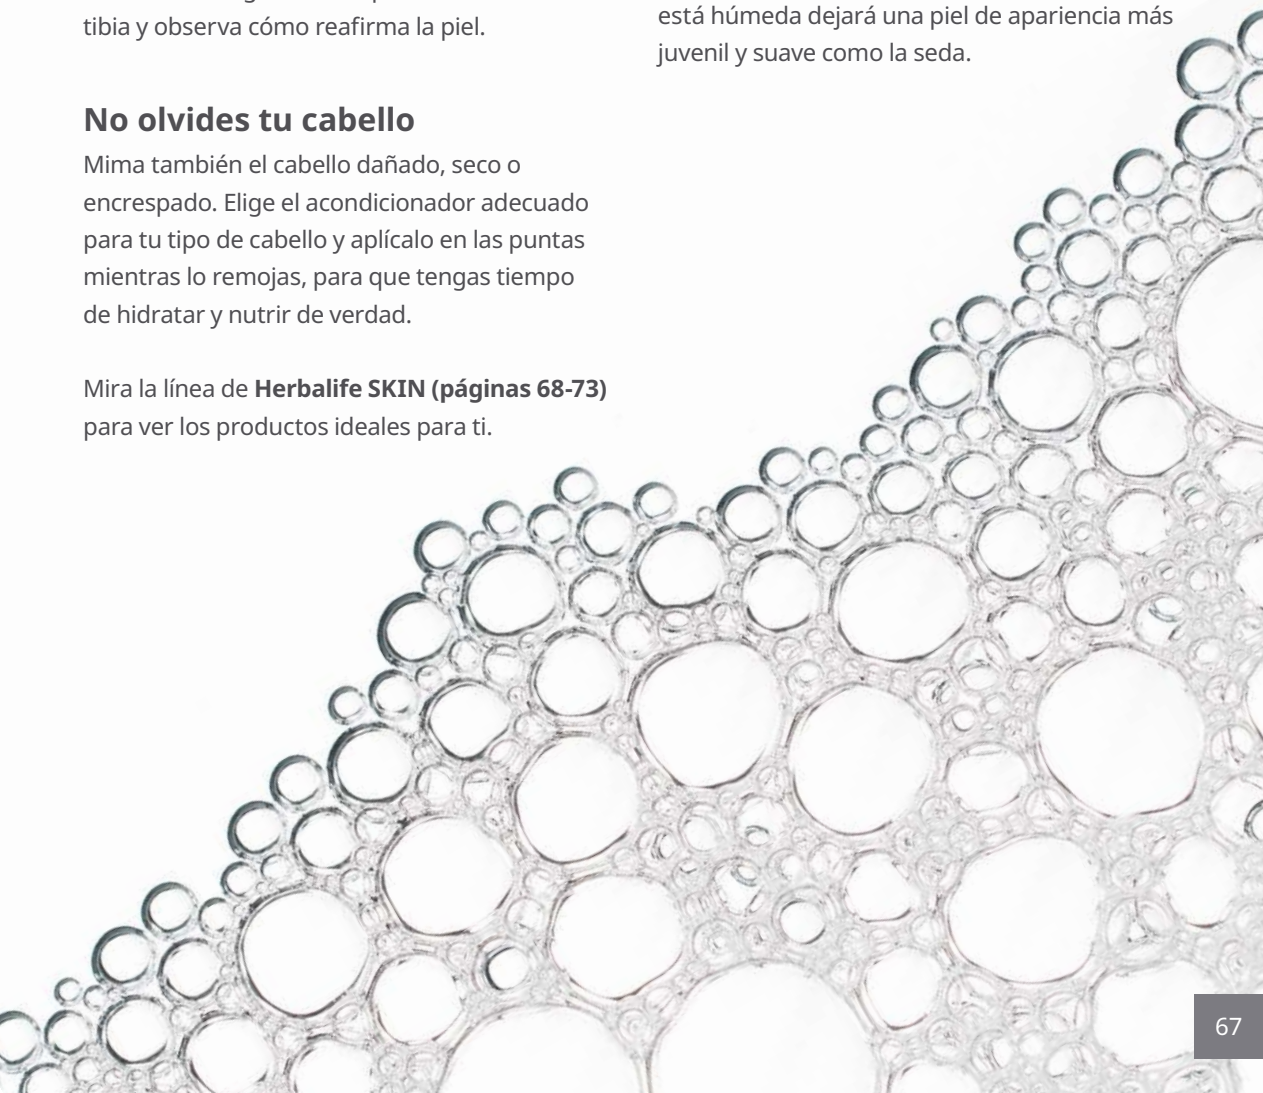 tibia y observa cómo reafirma la piel.

No olvides tu cabello
Mima también el cabello dañado, seco o
encrespado. Elige el acondicionador adecuado
para tu tipo de cabello y aplícalo en las puntas
mientras lo remojas, para que tengas tiempo
de hidratar y nutrir de verdad.

Mira la línea de Herbalife SKIN (páginas 68-73)
para ver los productos ideales para ti.

está húmeda dejará una piel de apariencia más
juvenil y suave como la seda.

67